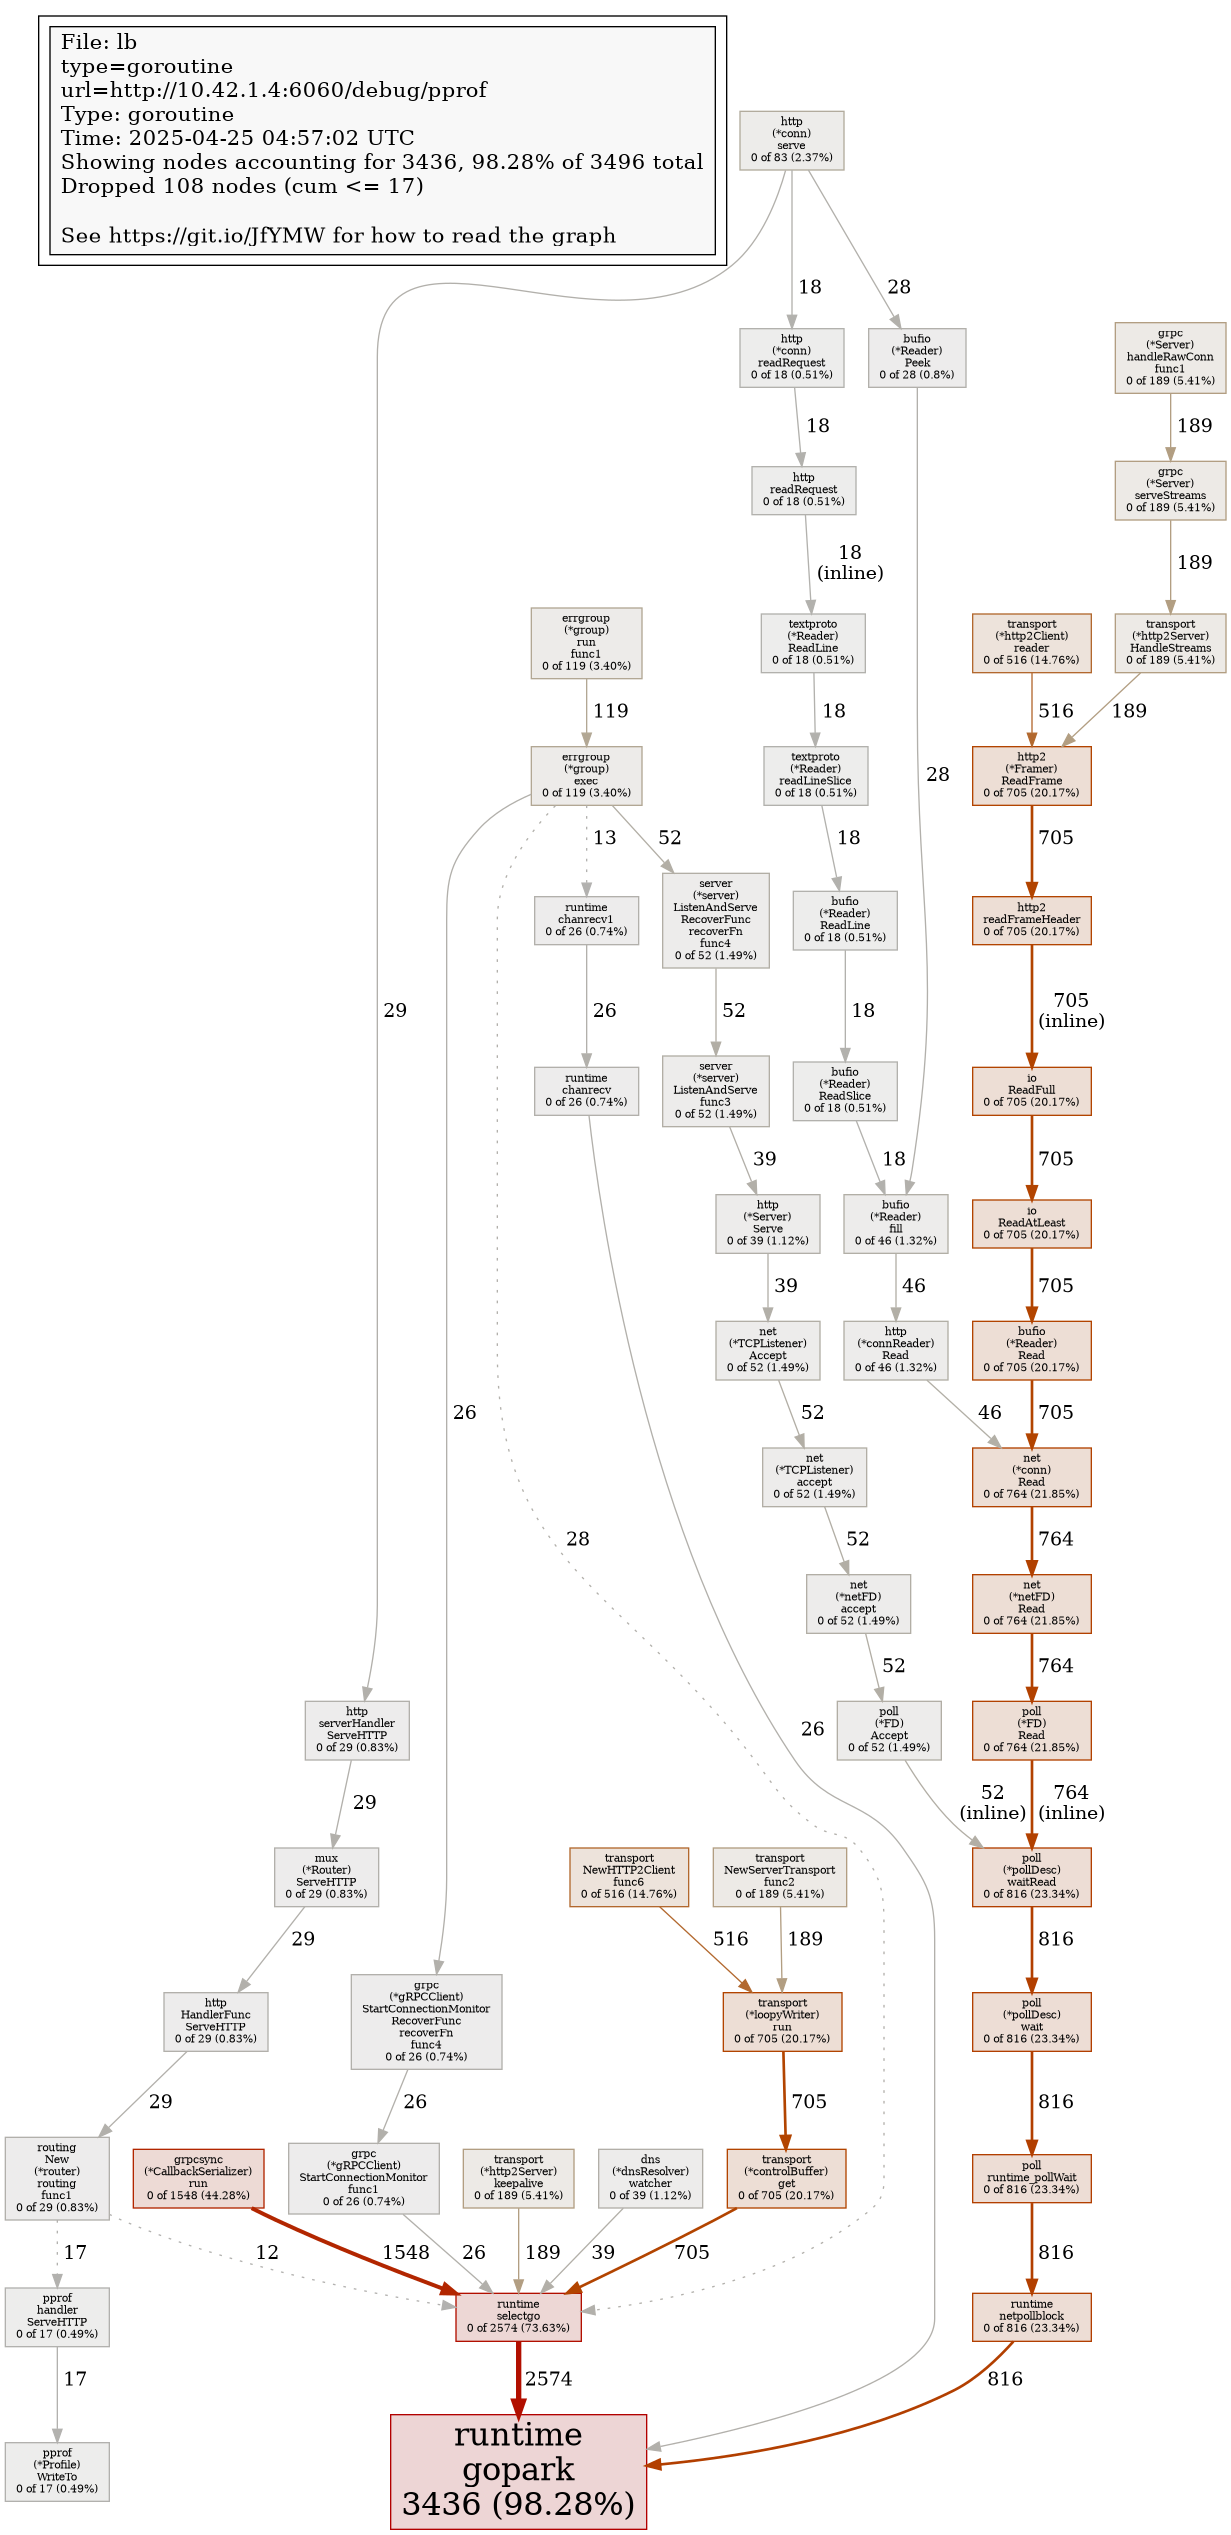 File: lb
type=goroutine
url=http://10.42.1.4:6060/debug/pprof
Type: goroutine
Time: 2025-04-25 04:57:02 UTC
Showing nodes accounting for 3436, 98.28% of 3496 total
Dropped 108 nodes (cum <= 17)
See https://git.io/JfYMW for how to read the graph
http
(*conn)
serve
0 of 83 (2.37%)
18
28
http
(*conn)
readRequest
0 of 18 (0.51%)
bufio
(*Reader)
Peek
0 of 28 (0.8%)
grpc
(*Server)
handleRawConn
func1
0 of 189 (5.41%)
18
189
http
readRequest
0 of 18 (0.51%)
grpc
(*Server)
serveStreams
0 of 189 (5.41%)
18
(inline)
189
errgroup
(*group)
run
func1
0 of 119 (3.40%)
textproto
(*Reader)
ReadLine
0 of 18 (0.51%)
transport
(*http2Client)
reader
0 of 516 (14.76%)
transport
(*http2Server)
HandleStreams
0 of 189 (5.41%)
119
18
516
189
errgroup
(*group)
exec
0 of 119 (3.40%)
textproto
(*Reader)
readLineSlice
0 of 18 (0.51%)
28
http2
(*Framer)
ReadFrame
0 of 705 (20.17%)
13
52
18
705
runtime
chanrecv1
0 of 26 (0.74%)
server
(*server)
ListenAndServe
RecoverFunc
recoverFn
func4
0 of 52 (1.49%)
bufio
(*Reader)
ReadLine
0 of 18 (0.51%)
http2
readFrameHeader
0 of 705 (20.17%)
29
26
52
18
705
(inline)
runtime
chanrecv
0 of 26 (0.74%)
server
(*server)
ListenAndServe
func3
0 of 52 (1.49%)
bufio
(*Reader)
ReadSlice
0 of 18 (0.51%)
io
ReadFull
0 of 705 (20.17%)
39
18
705
http
(*Server)
Serve
0 of 39 (1.12%)
bufio
(*Reader)
fill
0 of 46 (1.32%)
io
ReadAtLeast
0 of 705 (20.17%)
39
46
705
net
(*TCPListener)
Accept
0 of 52 (1.49%)
http
(*connReader)
Read
0 of 46 (1.32%)
bufio
(*Reader)
Read
0 of 705 (20.17%)
26
52
46
705
net
(*TCPListener)
accept
0 of 52 (1.49%)
net
(*conn)
Read
0 of 764 (21.85%)
28
52
764
net
(*netFD)
accept
0 of 52 (1.49%)
net
(*netFD)
Read
0 of 764 (21.85%)
52
764
http
serverHandler
ServeHTTP
0 of 29 (0.83%)
26
poll
(*FD)
Accept
0 of 52 (1.49%)
poll
(*FD)
Read
0 of 764 (21.85%)
29
52
(inline)
764
(inline)
mux
(*Router)
ServeHTTP
0 of 29 (0.83%)
transport
NewHTTP2Client
func6
0 of 516 (14.76%)
transport
NewServerTransport
func2
0 of 189 (5.41%)
poll
(*pollDesc)
waitRead
0 of 816 (23.34%)
29
516
189
816
http
HandlerFunc
ServeHTTP
0 of 29 (0.83%)
grpc
(*gRPCClient)
StartConnectionMonitor
RecoverFunc
recoverFn
func4
0 of 26 (0.74%)
transport
(*loopyWriter)
run
0 of 705 (20.17%)
poll
(*pollDesc)
wait
0 of 816 (23.34%)
29
26
705
816
routing
New
(*router)
routing
func1
0 of 29 (0.83%)
grpcsync
(*CallbackSerializer)
run
0 of 1548 (44.28%)
grpc
(*gRPCClient)
StartConnectionMonitor
func1
0 of 26 (0.74%)
transport
(*http2Server)
keepalive
0 of 189 (5.41%)
dns
(*dnsResolver)
watcher
0 of 39 (1.12%)
transport
(*controlBuffer)
get
0 of 705 (20.17%)
poll
runtime_pollWait
0 of 816 (23.34%)
17
12
1548
26
189
39
705
816
pprof
handler
ServeHTTP
0 of 17 (0.49%)
runtime
selectgo
0 of 2574 (73.63%)
runtime
netpollblock
0 of 816 (23.34%)
17
2574
816
pprof
(*Profile)
WriteTo
0 of 17 (0.49%)
runtime
gopark
3436 (98.28%)